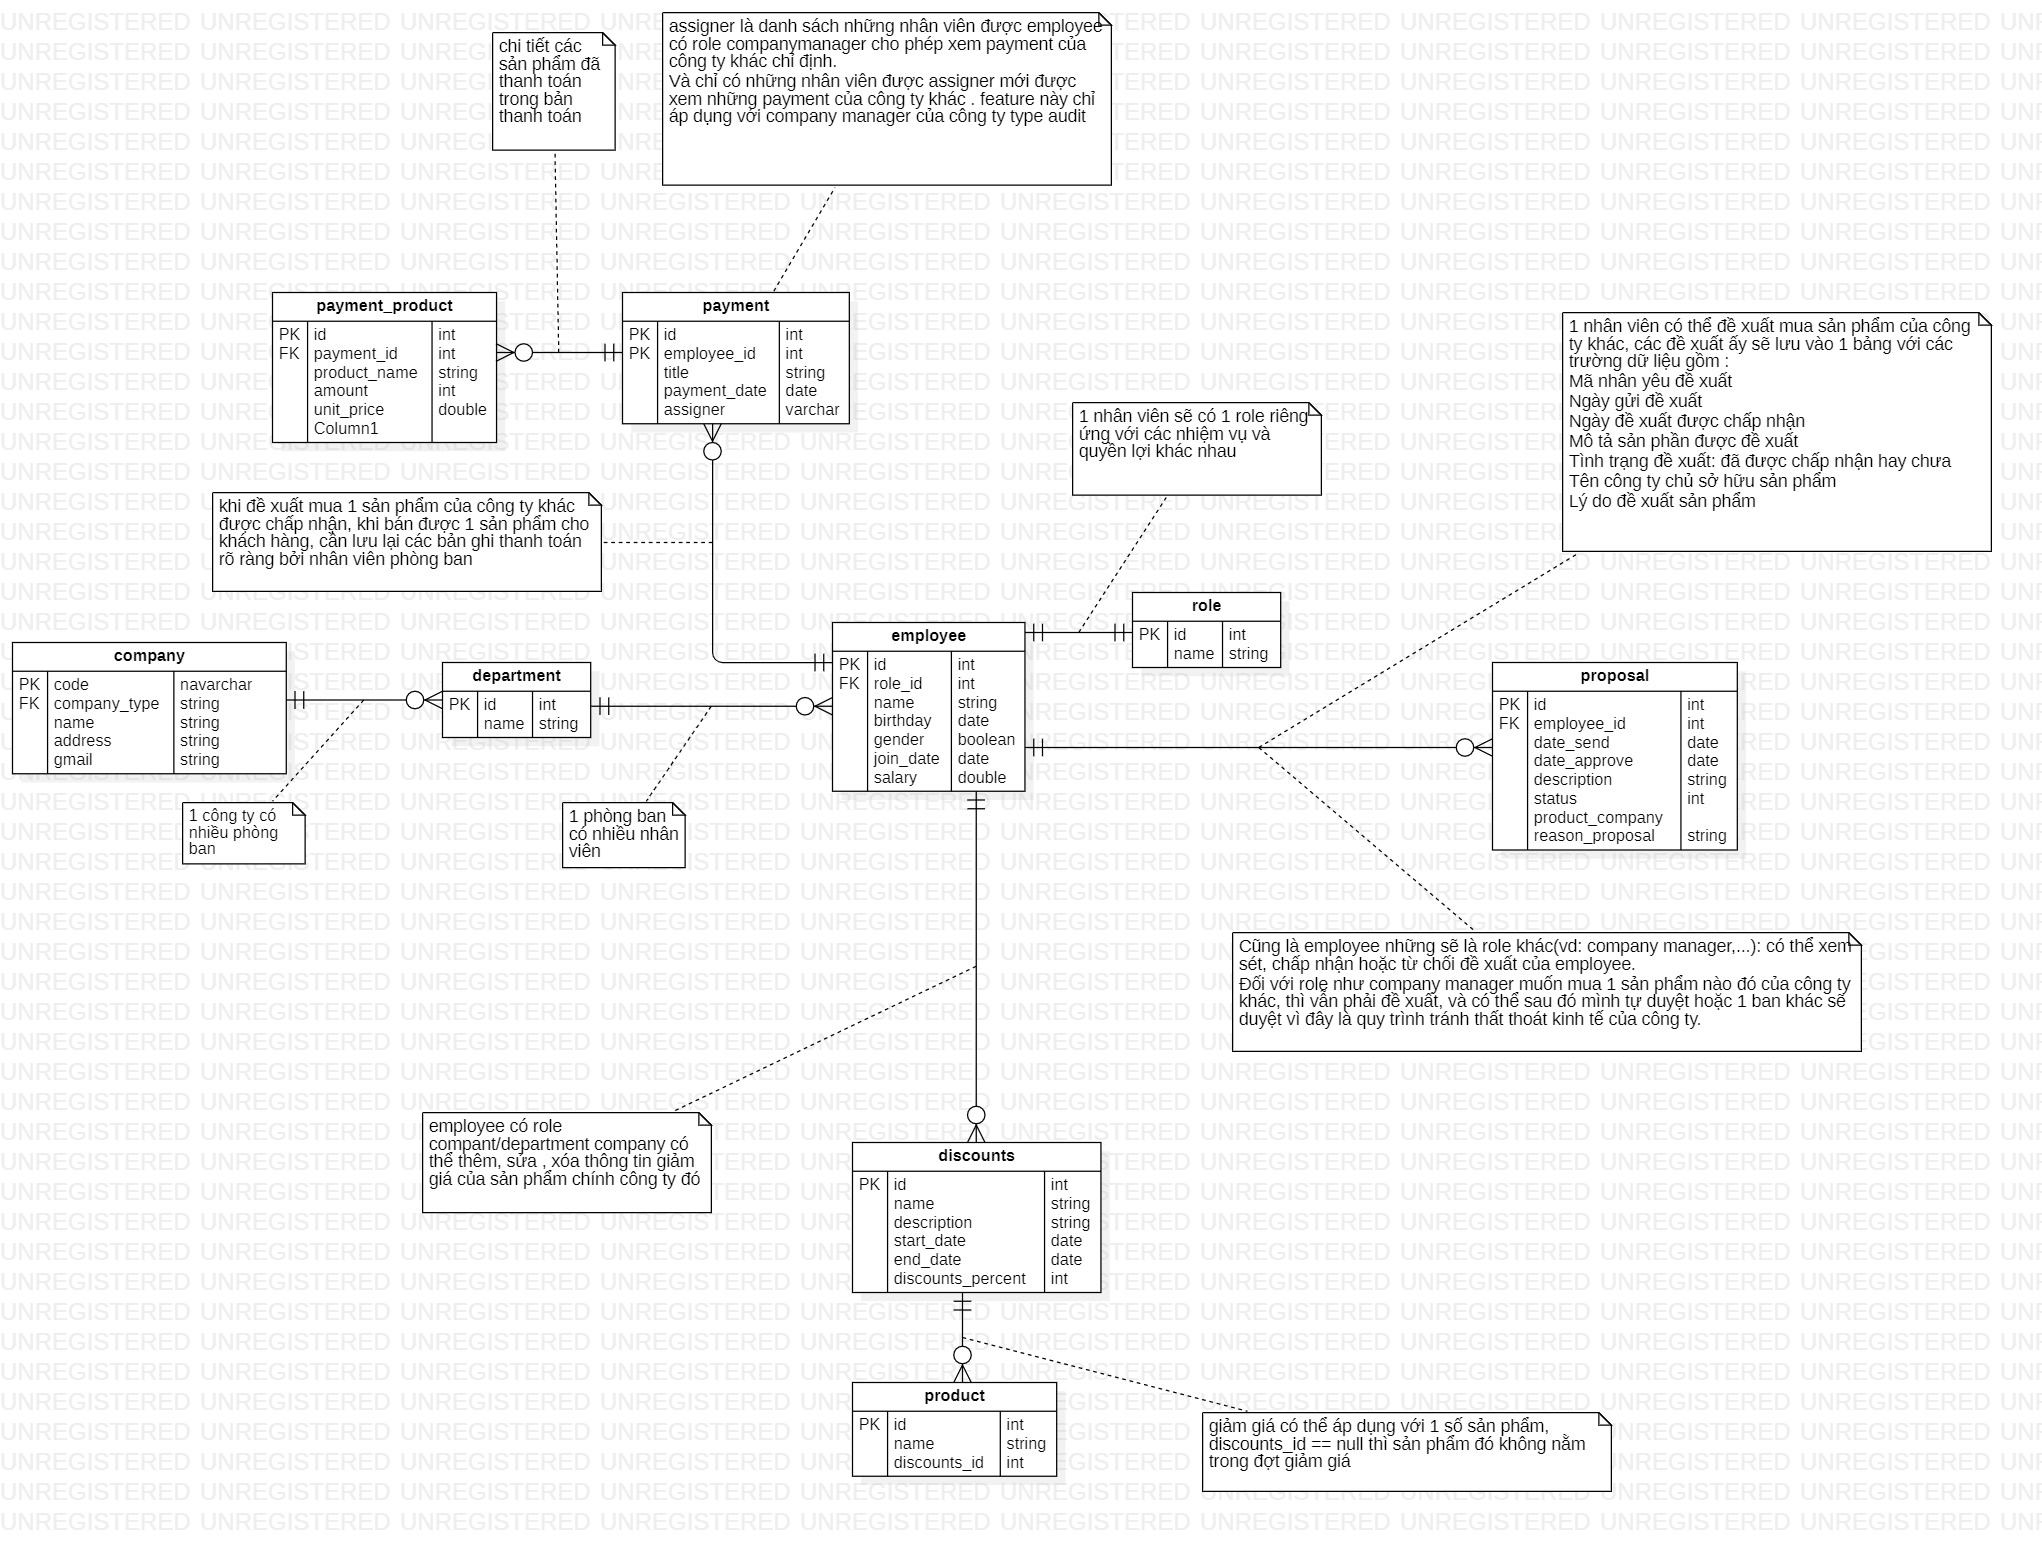 chi tiết các
sản phẩm đã
thanh toán
trong bản
thanh toán
assigner là danh sách những nhân viên được employee
có role companymanager cho phép xem payment của
công ty khác chỉ định.
Và chỉ có những nhân viên được assigner mới được
xem những payment của công ty khác . feature này chỉ
áp dụng với company manager của công ty type audit
payment_product
PK id int
FK payment_id int
product_name string
amount int
unit_price double
Column1
payment
PK id int
PK employee_id int
title string
payment_date date
assigner varchar
1 nhân viên có thể đề xuất mua sản phẩm của công
ty khác, các đề xuất ấy sẽ lưu vào 1 bảng với các
trường dữ liệu gồm :
Mã nhân yêu đề xuất
Ngày gửi đề xuất
Ngày đề xuất được chấp nhận
Mô tả sản phần được đề xuất
Tình trạng đề xuất: đã được chấp nhận hay chưa
Tên công ty chủ sở hữu sản phẩm
Lý do đề xuất sản phẩm
1 nhân viên sẽ có 1 role riêng
ứng với các nhiệm vụ và
quyền lợi khác nhau
khi đề xuất mua 1 sản phẩm của công ty khác
được chấp nhận, khi bán được 1 sản phẩm cho
khách hàng, cần lưu lại các bản ghi thanh toán
rõ ràng bởi nhân viên phòng ban
role
PK id int
name string
employee
PK id int
FK role_id int
name string
birthday date
gender boolean
join_date date
salary double
company
PK code navarchar
FK company_type string
name string
address string
gmail string
department
PK id int
name string
proposal
PK id int
FK employee_id int
date_send date
date_approve date
description string
status int
product_company
reason_proposal string
1 công ty có
nhiều phòng
ban
1 phòng ban
có nhiều nhân
viên
Cũng là employee những sẽ là role khác(vd: company manager,...): có thể xem
sét, chấp nhận hoặc từ chối đề xuất của employee.
Đối với role như company manager muốn mua 1 sản phẩm nào đó của công ty
khác, thì vẫn phải đề xuất, và có thể sau đó mình tự duyệt hoặc 1 ban khác sẽ
duyệt vì đây là quy trình tránh thất thoát kinh tế của công ty.
employee có role
compant/department company có
thể thêm, sửa , xóa thông tin giảm
giá của sản phẩm chính công ty đó
discounts
PK id int
name string
description string
start_date date
end_date date
discounts_percent int
product
PK id int
name string
discounts_id int
giảm giá có thể áp dụng với 1 số sản phẩm,
discounts_id == null thì sản phẩm đó không nằm
trong đợt giảm giá